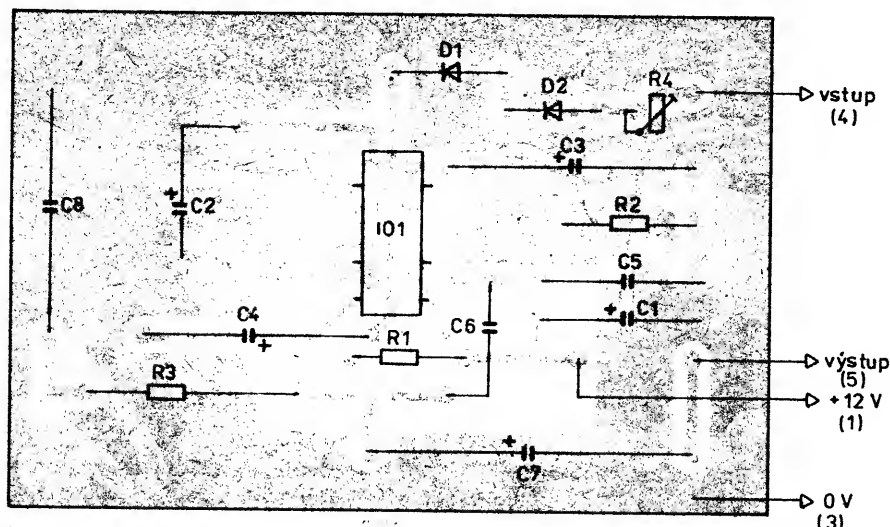 D1
D2
R4
vstup
(4)
C3
+
C8
+
C2
IO1
R2
C5
C4
+
C6
+
C1
R1
výstup
(5)
R3
+12 V
(1)
+
C7
0 V
(3)